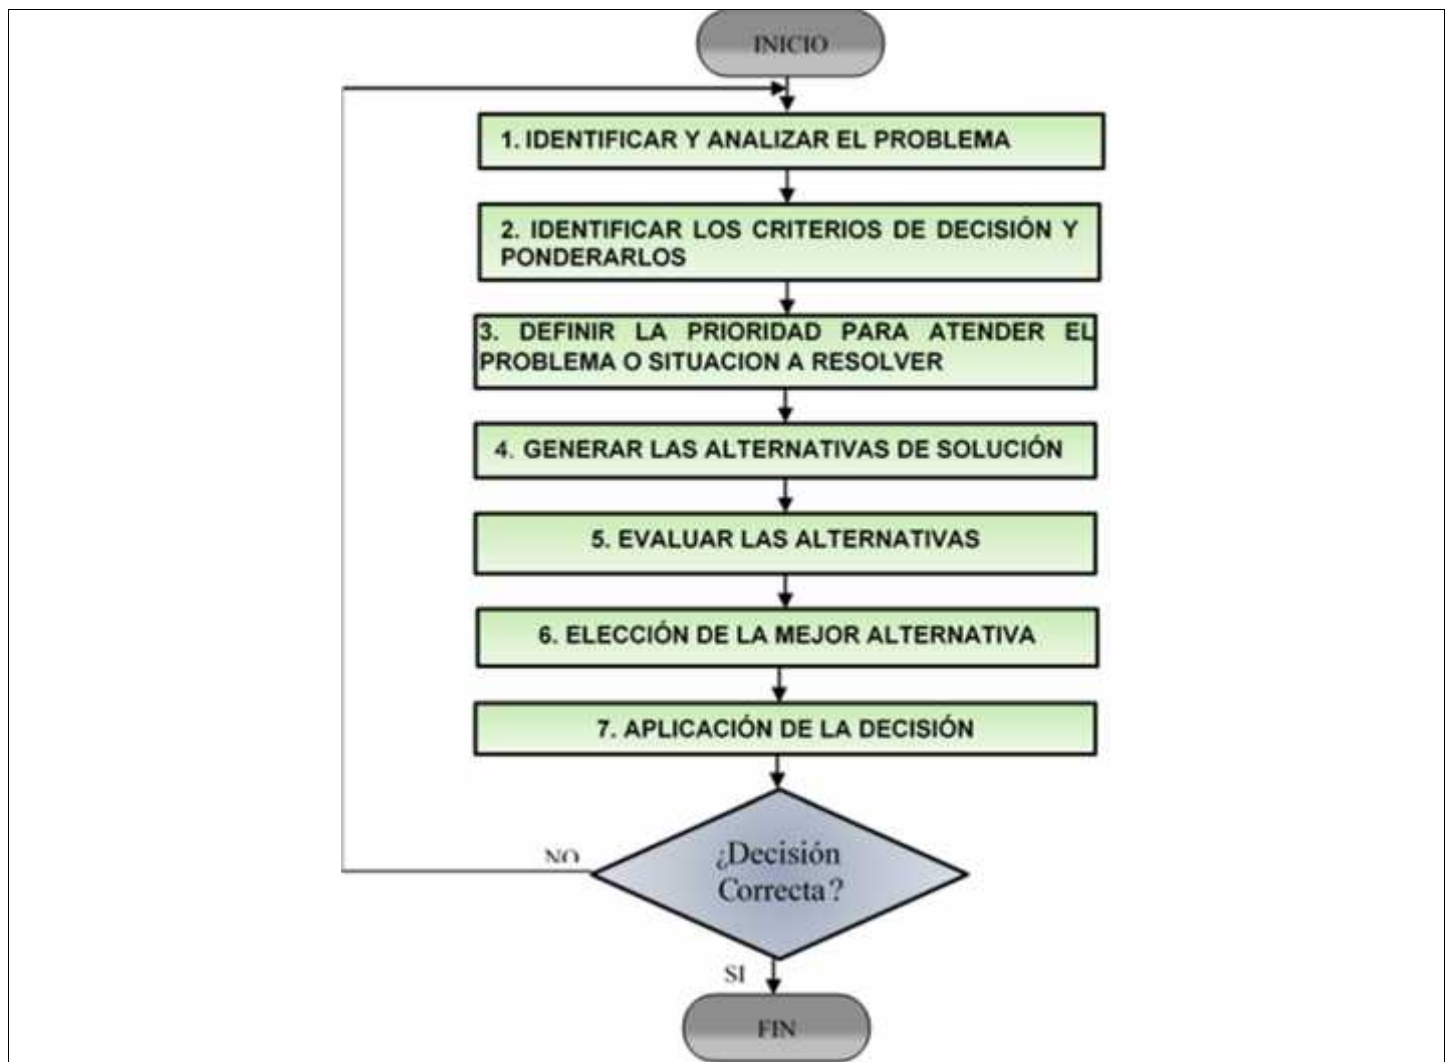 INICIO
1. IDENTIFICAR Y ANALIZAR EL PROBLEMA
2. IDENTIFICAR LOS CRITERIOS DE DECISIÓN Y
PONDERARLOS
3. DEFINIR LA PRIORIDAD PARA ATENDER EL
PROBLEMA O SITUACION A RESOLVER
4. GENERAR LAS ALTERNATIVAS DE SOLUCIÓN
5. EVALUAR LAS ALTERNATIVAS
6. ELECCIÓN DE LA MEJOR ALTERNATIVA
7. APLICACIÓN DE LA DECISIÓN
NO
¿Decisión
Correcta?
SI
FIN